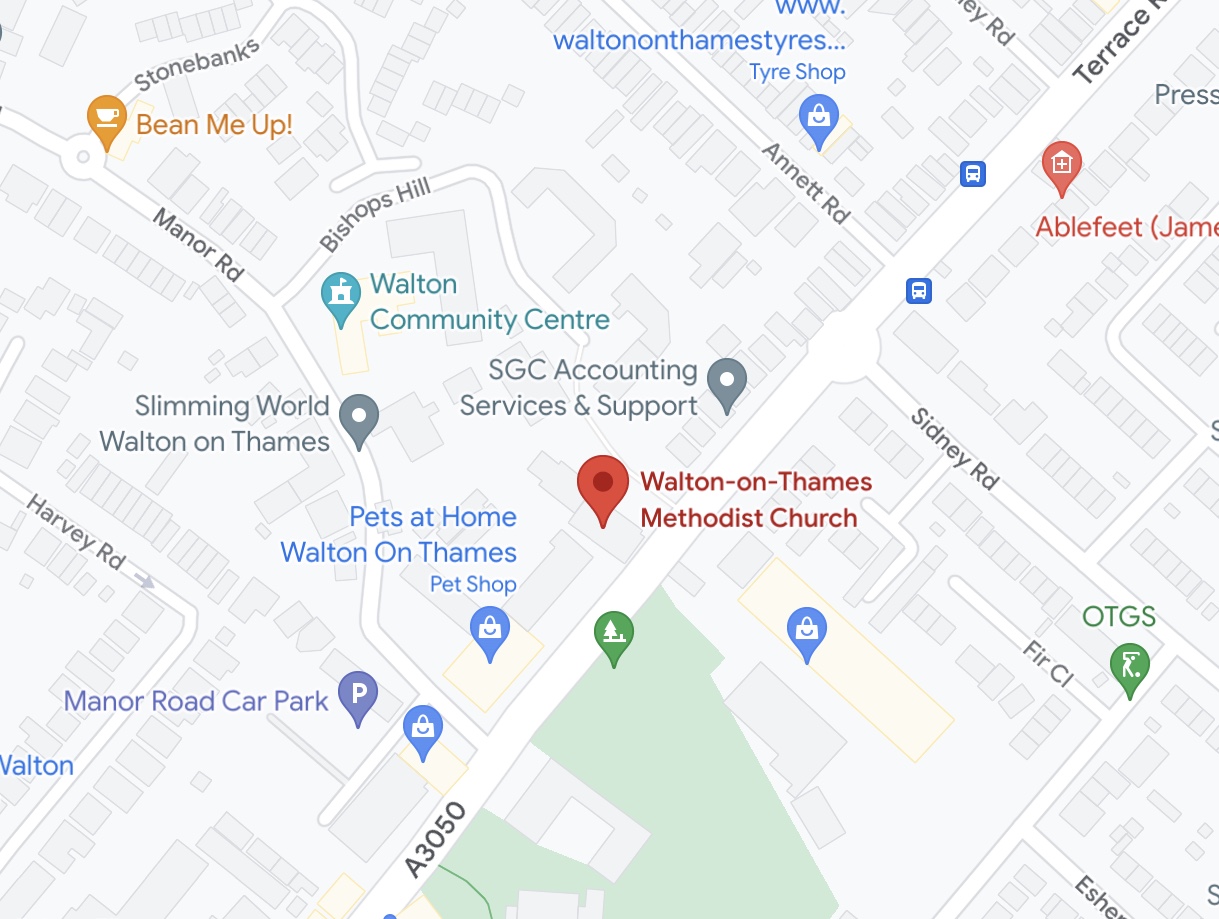 www.
waltononthamestyres...
Tyre Shop
ney Rd
Terrace R
Press
Stonebanks
Bean Me Up!
Annett Rd
Ablefeet (Jame
Bishops Hill
Manor Rd
Walton
Community Centre
SGC Accounting
Services & Support
Slimming World
Walton on Thames
Sidney Rd
Walton-on-Thames
Methodist Church
Harvey Rd
Pets at Home
Walton On Thames
Pet Shop
OTGS
Fir Cl
P
Manor Road Car Park
Walton
A3050
Esher
S
S